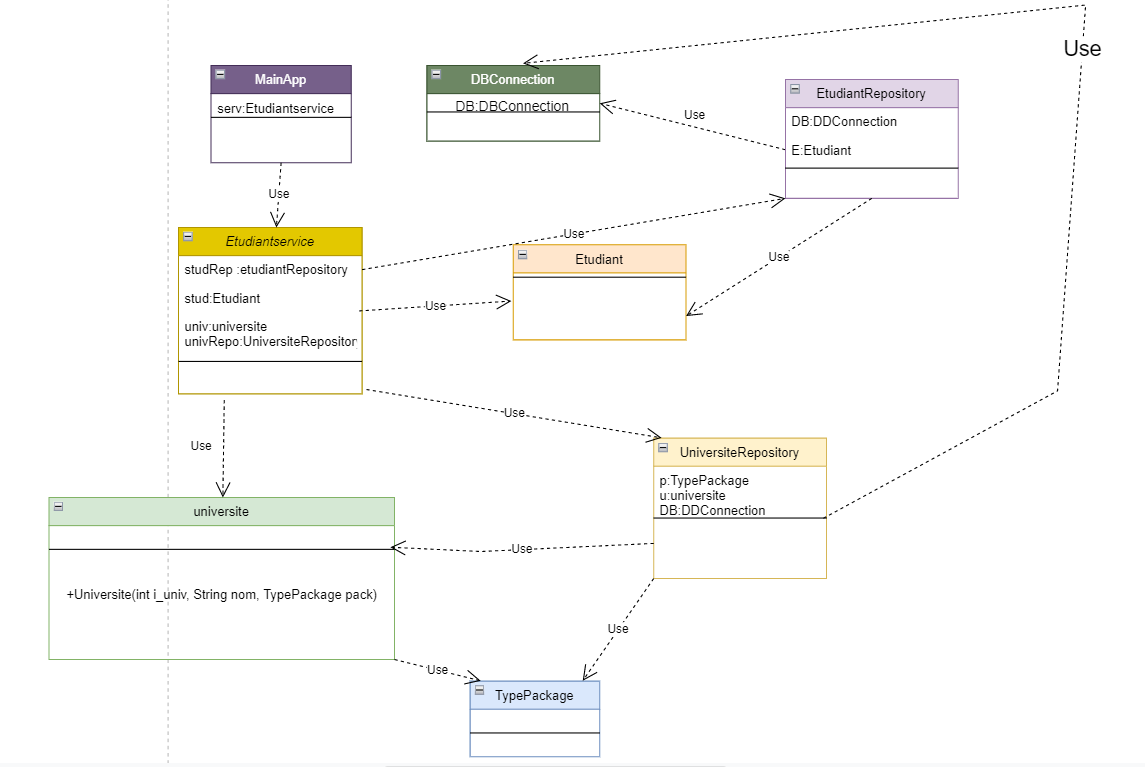 Use
MainApp
serv:Etudiantservice
DBConnection
DB:DBConnection
EtudiantRepository
DB:DDConnection
E:Etudiant
Use
Use
Use
Use
Etudiantservice
studRep :etudiantRepository
stud:Etudiant
univ:universite
univRepo:UniversiteRepositor
Etudiant
Use
Use
Use
UniversiteRepository
p:TypePackage
u:universite
DB:DDConnection
universite
+Universite(int i_univ, String nom, TypePackage pack)
Use
Use
Use
TypePackage